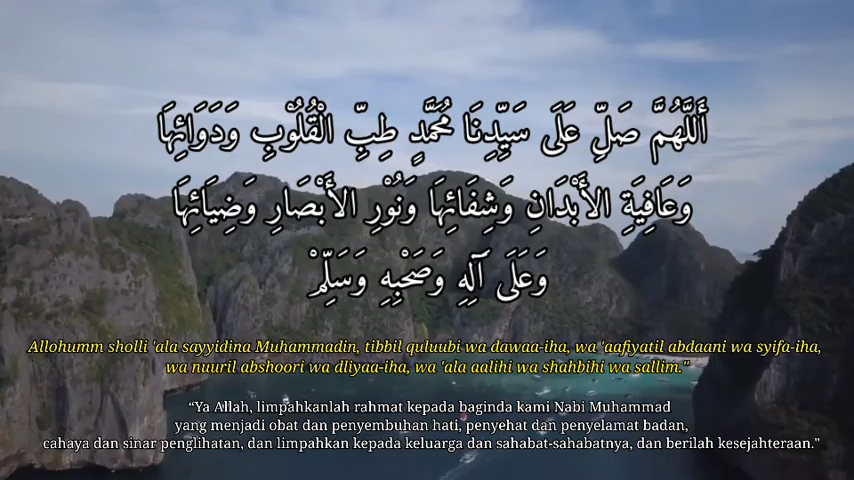 أَللَّهُمَّ صَلِّ عَلَى سَيِّدِنَا مُحَمَّدٍ طِبِّ الْقُلُوْبِ وَدَوَائِهَا
وَعَافِيَةِ الأَبْدَانِ وَشِفَائِهَا وَنُوْرِ الأَبْصَارِ وَضِيَائِهَا
وَعَلَى آلِهِ وَصَحْبِهِ وَسَلِّمْ
Allohumm sholli 'ala sayyidina Muhammadin, tibbil quluubi wa dawaa-iha, wa 'aafiyatil abdaani wa syifa-iha,
wa nuuril abshoori wa dliyaa-iha, wa 'ala aalihi wa shahbihi wa sallim."
“Ya Allah, limpahkanlah rahmat kepada baginda kami Nabi Muhammad
yang menjadi obat dan penyembuhan hati, penyehat dan penyelamat badan,
cahaya dan sinar penglihatan, dan limpahkan kepada keluarga dan sahabat-sahabatnya, dan berilah kesejahteraan."